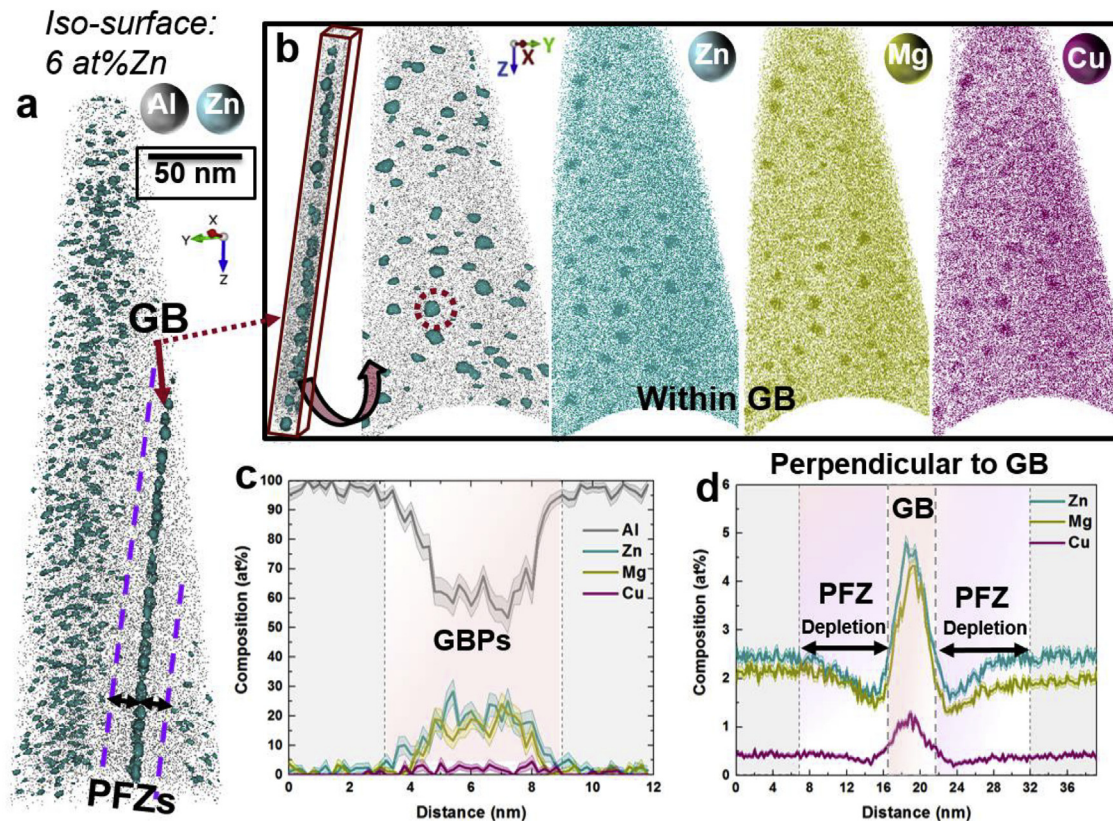 Iso-surface:
6 at%Zn
a
Al
Zn
50 nm
X
Y
Z
GB
PFZs
b
X
Y
Z
Zn
Mg
Cu
Within GB
c
100
90
80
70
60
50
40
30
20
10
0
Composition (at%)
Al
Zn
Mg
Cu
GBPs
0 2 4 6 8 10 12
Distance (nm)
Perpendicular to GB
d
6
5
4
3
2
1
0
Composition (at%)
GB
Zn
Mg
Cu
PFZ
Depletion
PFZ
Depletion
0 4 8 12 16 20 24 28 32 36
Distance (nm)